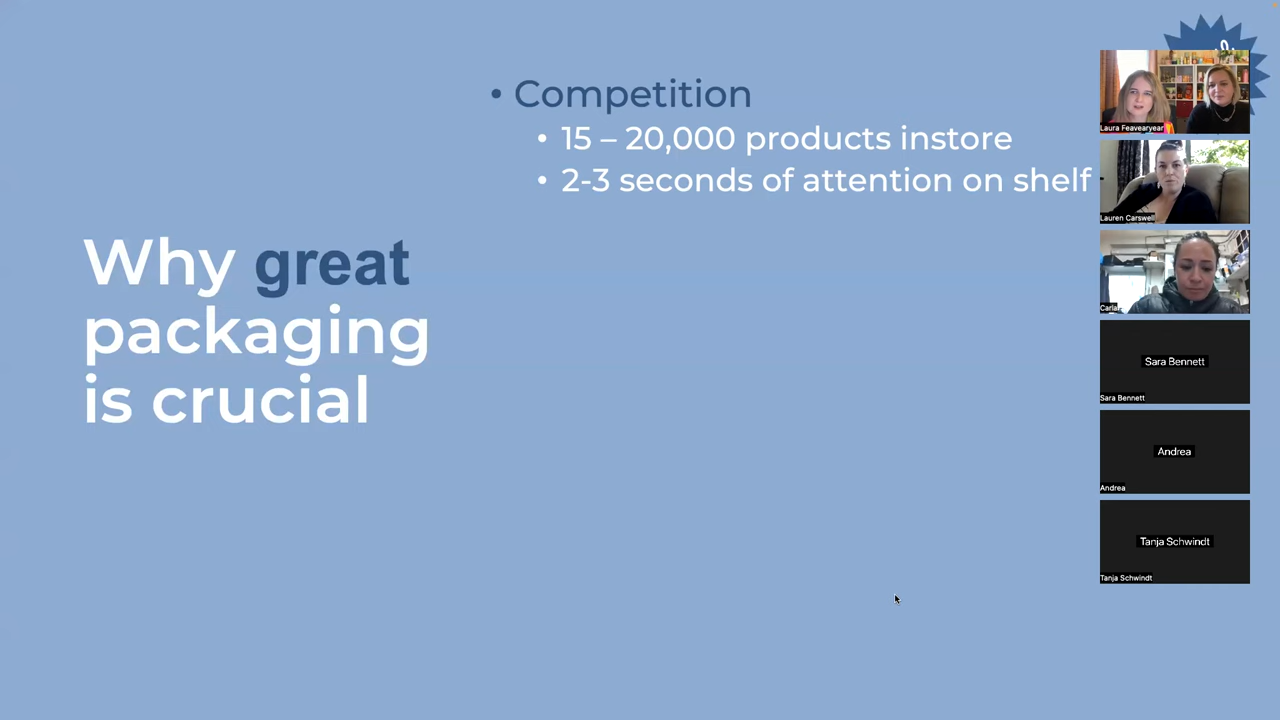 • Competition
• 15 – 20,000 products instore
• 2-3 seconds of attention on shelf
Why great
packaging
is crucial
Laura Feavearyear
Lauren Carswell
Carla
Sara Bennett
Sara Bennett
Andrea
Andrea
Tanja Schwindt
Tanja Schwindt